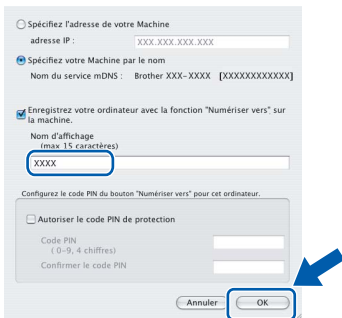 Spécifiez l'adresse de votre Machine
adresse IP :
XXX.XXX.XXX.XXX
Spécifiez votre Machine par le nom
Nom du service mDNS : Brother XXX-XXXX [XXXXXXXXXXXX]
Enregistrez votre ordinateur avec la fonction "Numériser vers" sur
la machine.
Nom d'affichage
(max 15 caractères)
XXXX
Configurez le code PIN du bouton "Numériser vers" pour cet ordinateur.
Autoriser le code PIN de protection
Code PIN
( 0-9, 4 chiffres)
Confirmer le code PIN
Annuler
OK